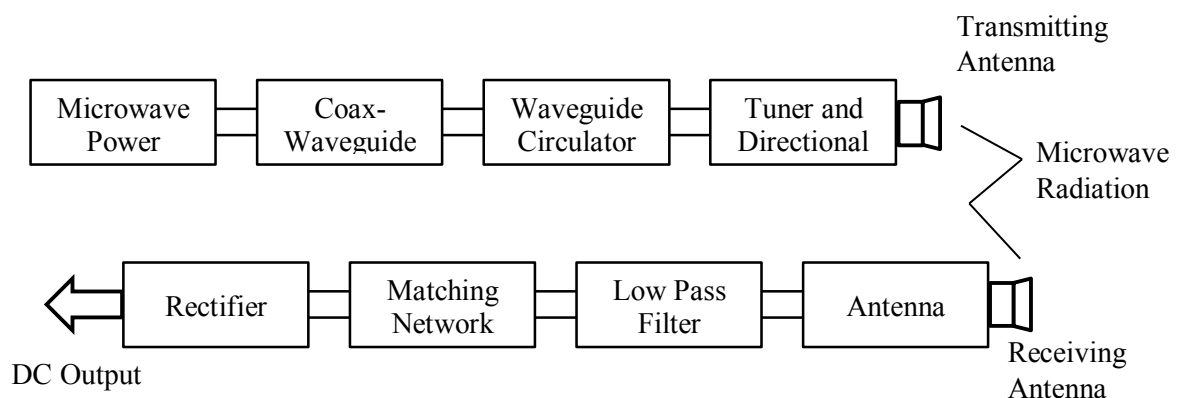 Transmitting
Antenna
Microwave
Power
Coax-
Waveguide
Waveguide
Circulator
Tuner and
Directional
Microwave
Radiation
Rectifier
Matching
Network
Low Pass
Filter
Antenna
DC Output
Receiving
Antenna